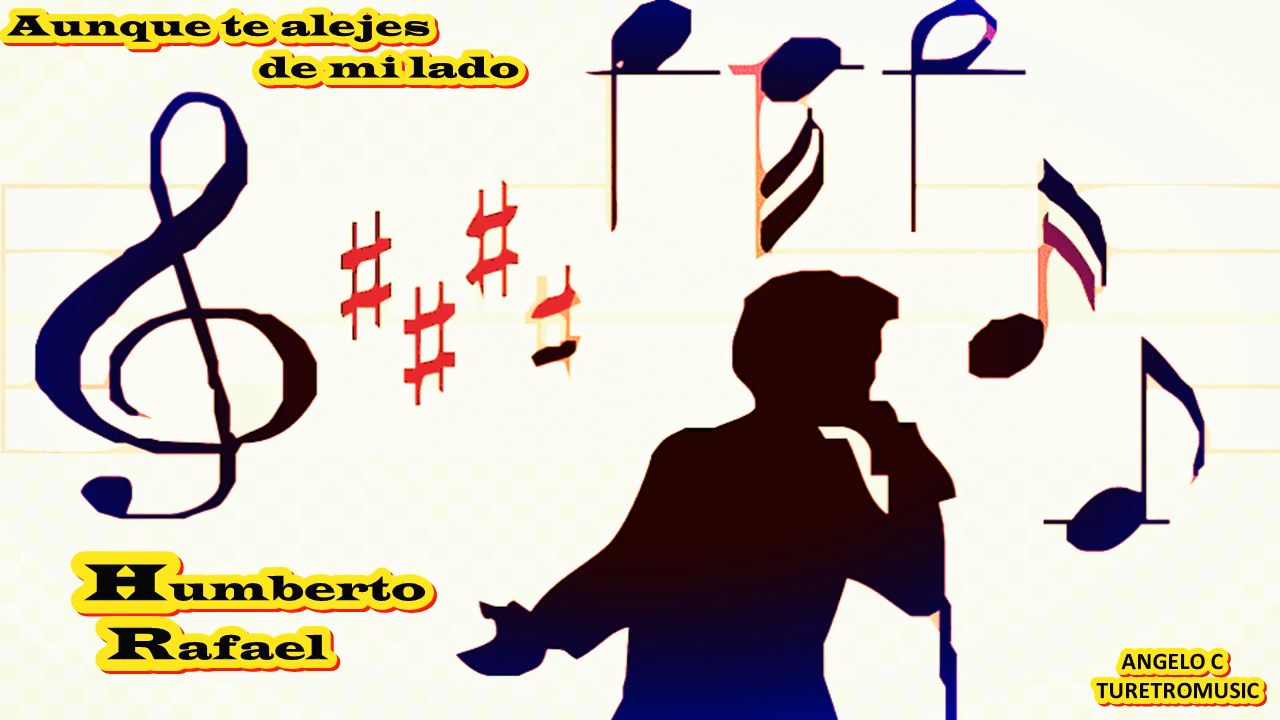 Aunque te alejes
de mi lado
Humberto
Rafael
ANGELO C
TURETROMUSIC